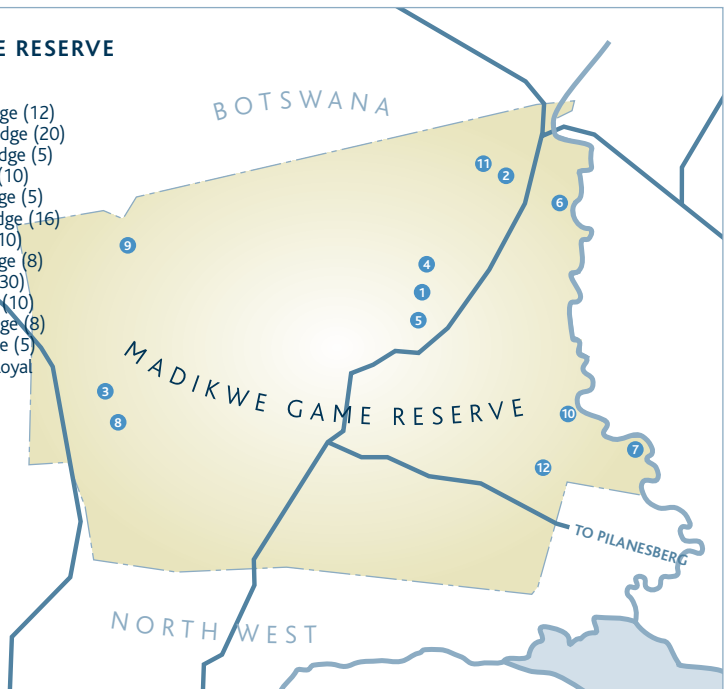 E RESERVE
ge (12)
dge (20)
dge (5)
(10)
ge (5)
dge (16)
10)
ge (8)
30)
(10)
ge (8)
e (5)
oyal
BOTSWANA
11
2
6
9
4
1
5
MADIKWE GAME RESERVE
3
8
10
7
12
TO PILANESBERG
NORTH WEST